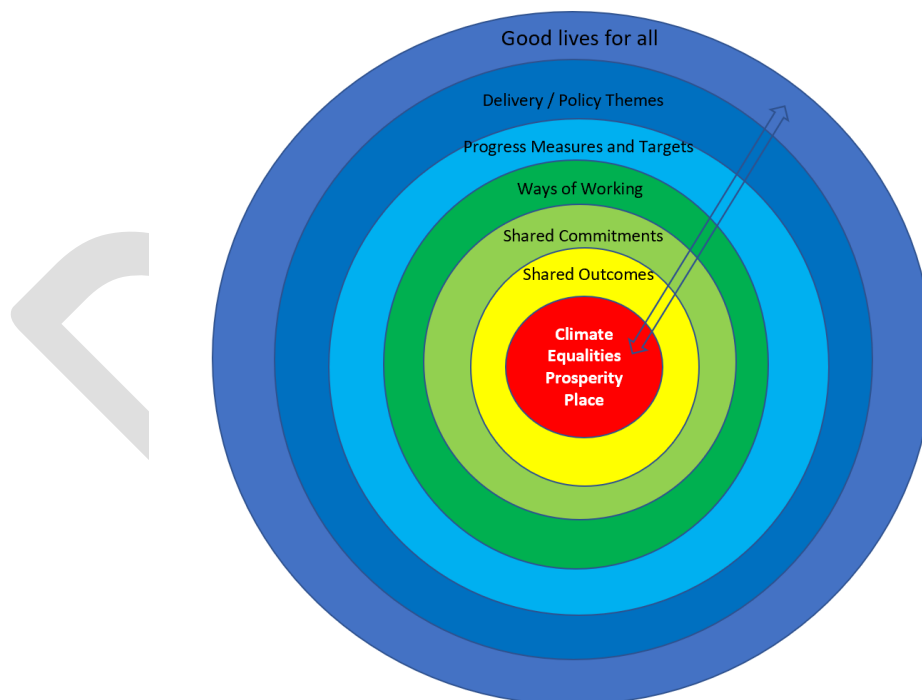 Good lives for all
Delivery / Policy Themes
Progress Measures and Targets
Ways of Working
Shared Commitments
Shared Outcomes
Climate
Equalities
Prosperity
Place